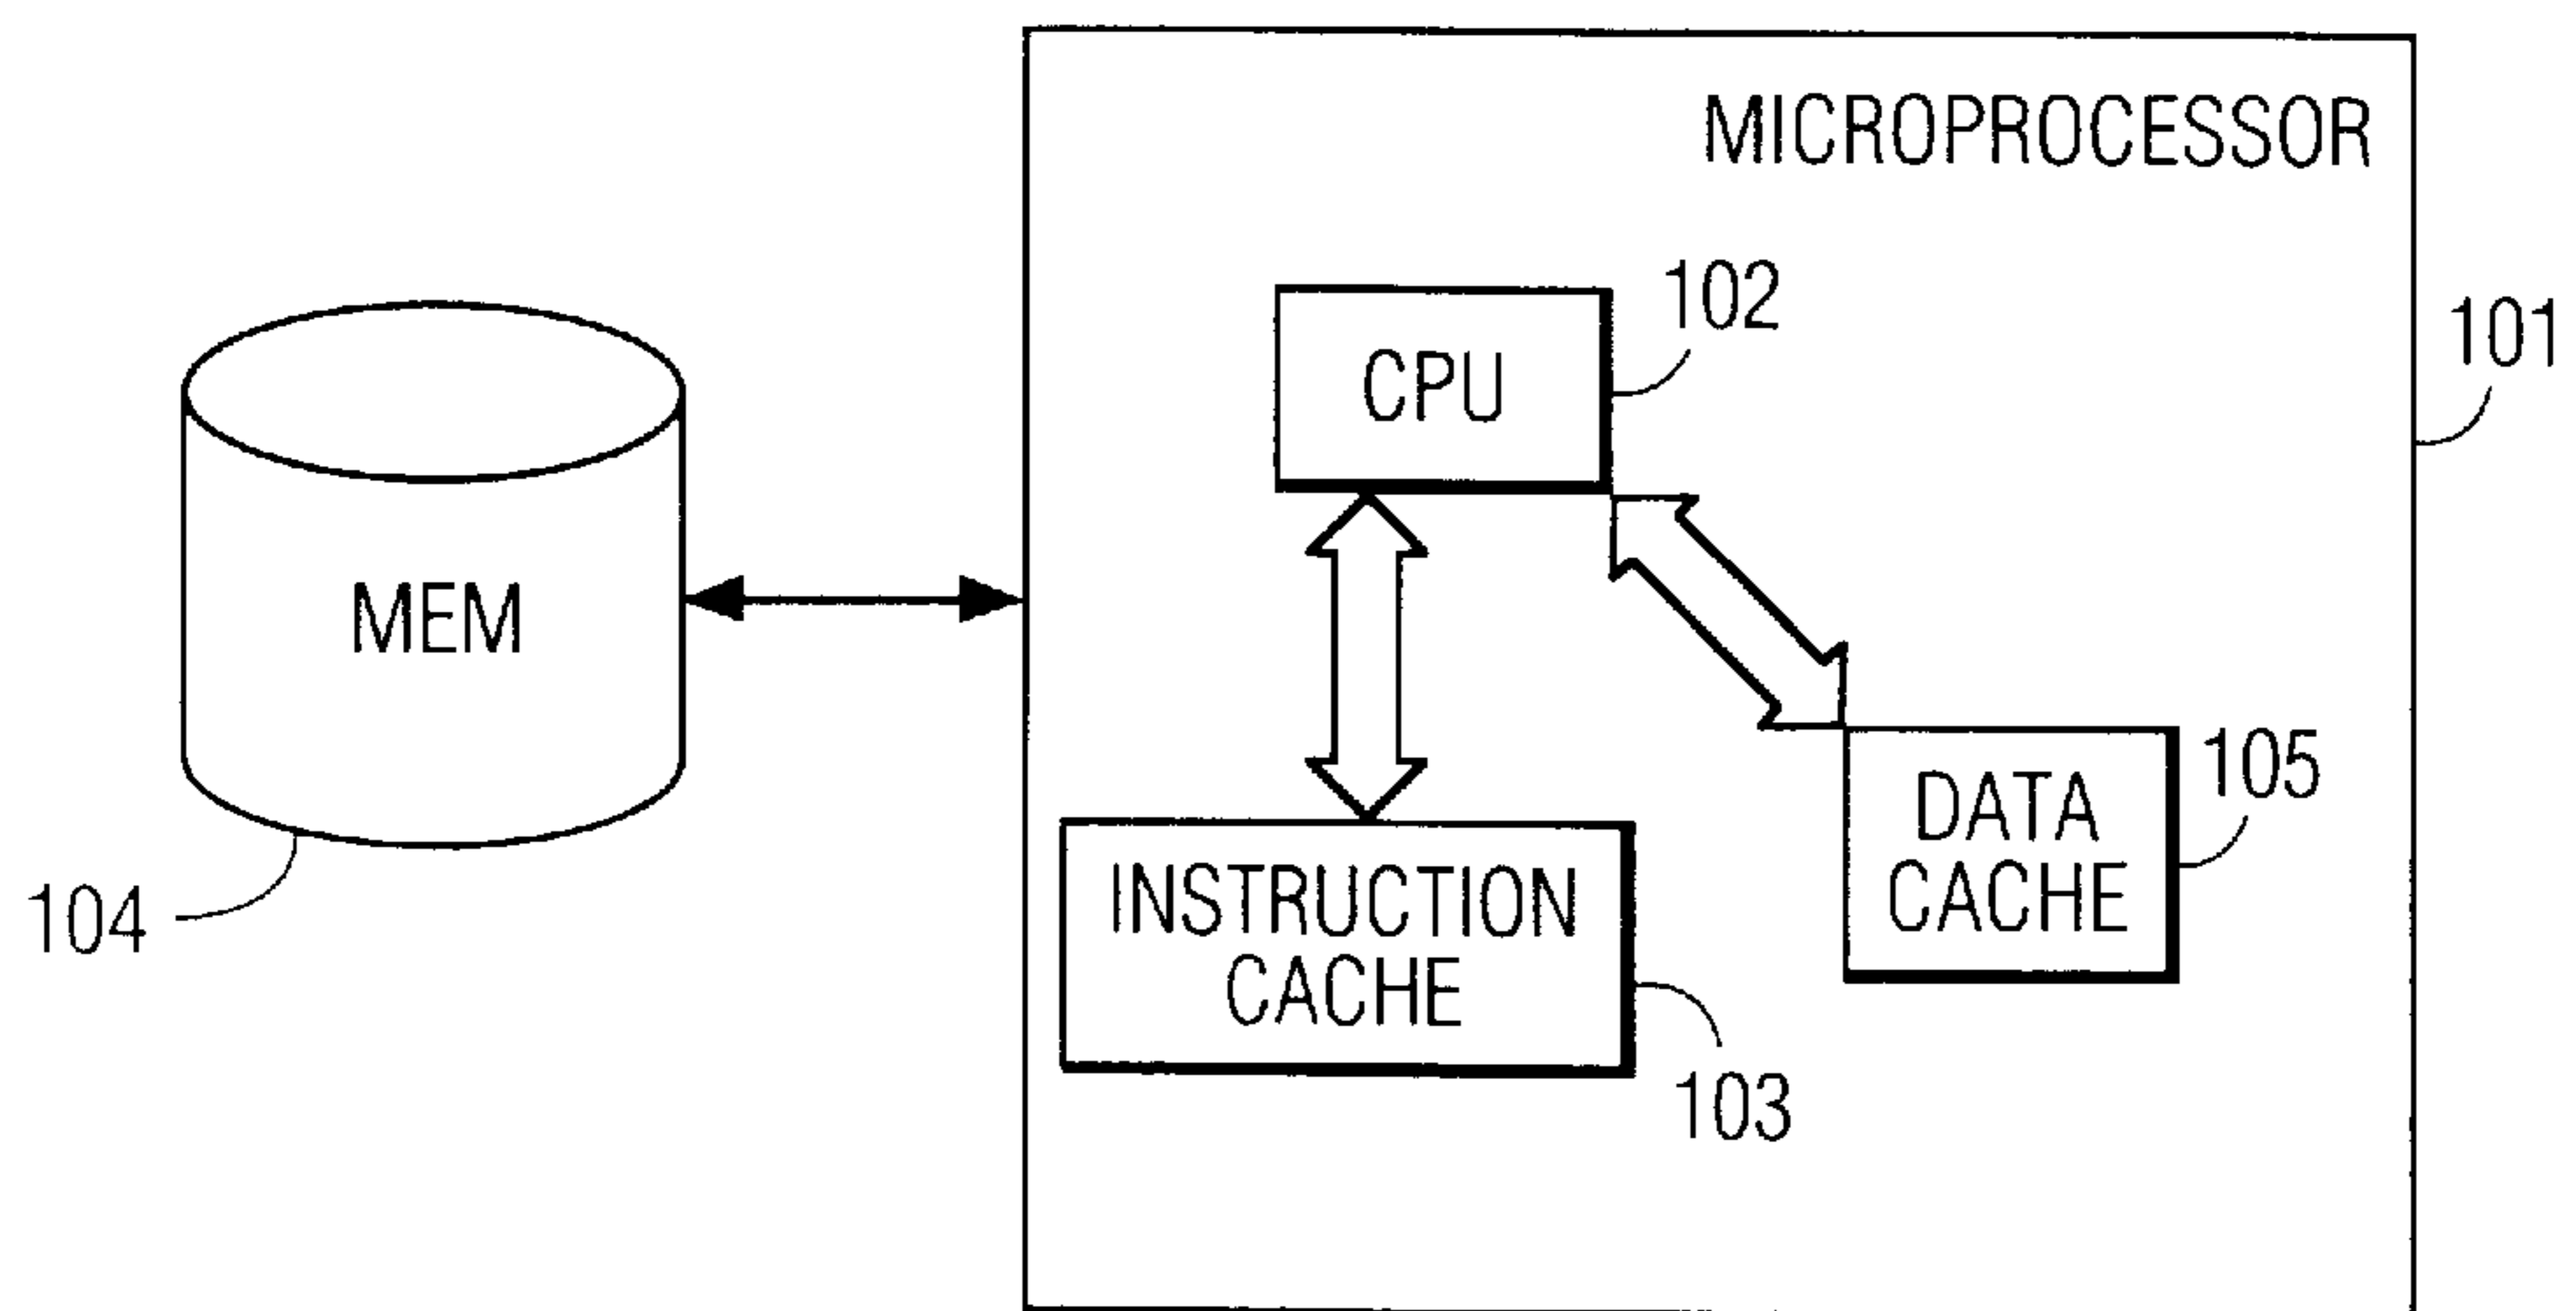 MICROPROCESSOR
102
CPU
101
MEM
105
DATA
CACHE
INSTRUCTION
CACHE
104
103